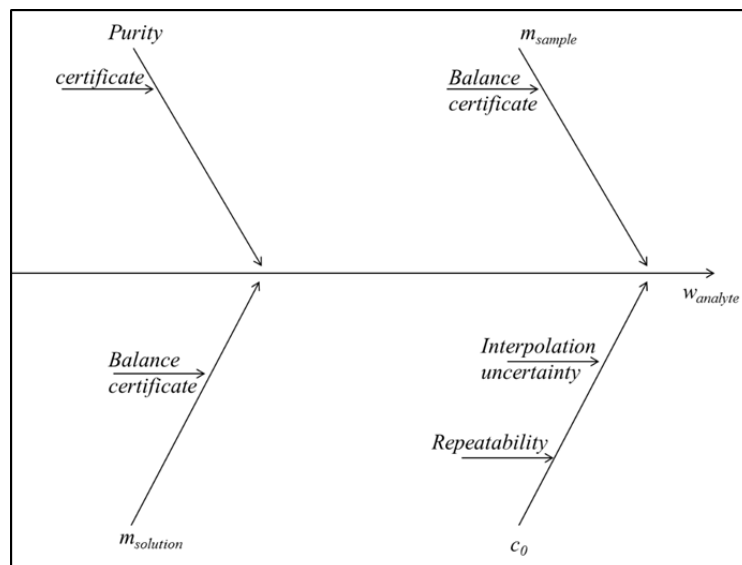 Purity
m_sample
certificate
Balance
certificate
w_analyte
Balance
certificate
Interpolation
uncertainty
Repeatability
m_solution
c_0